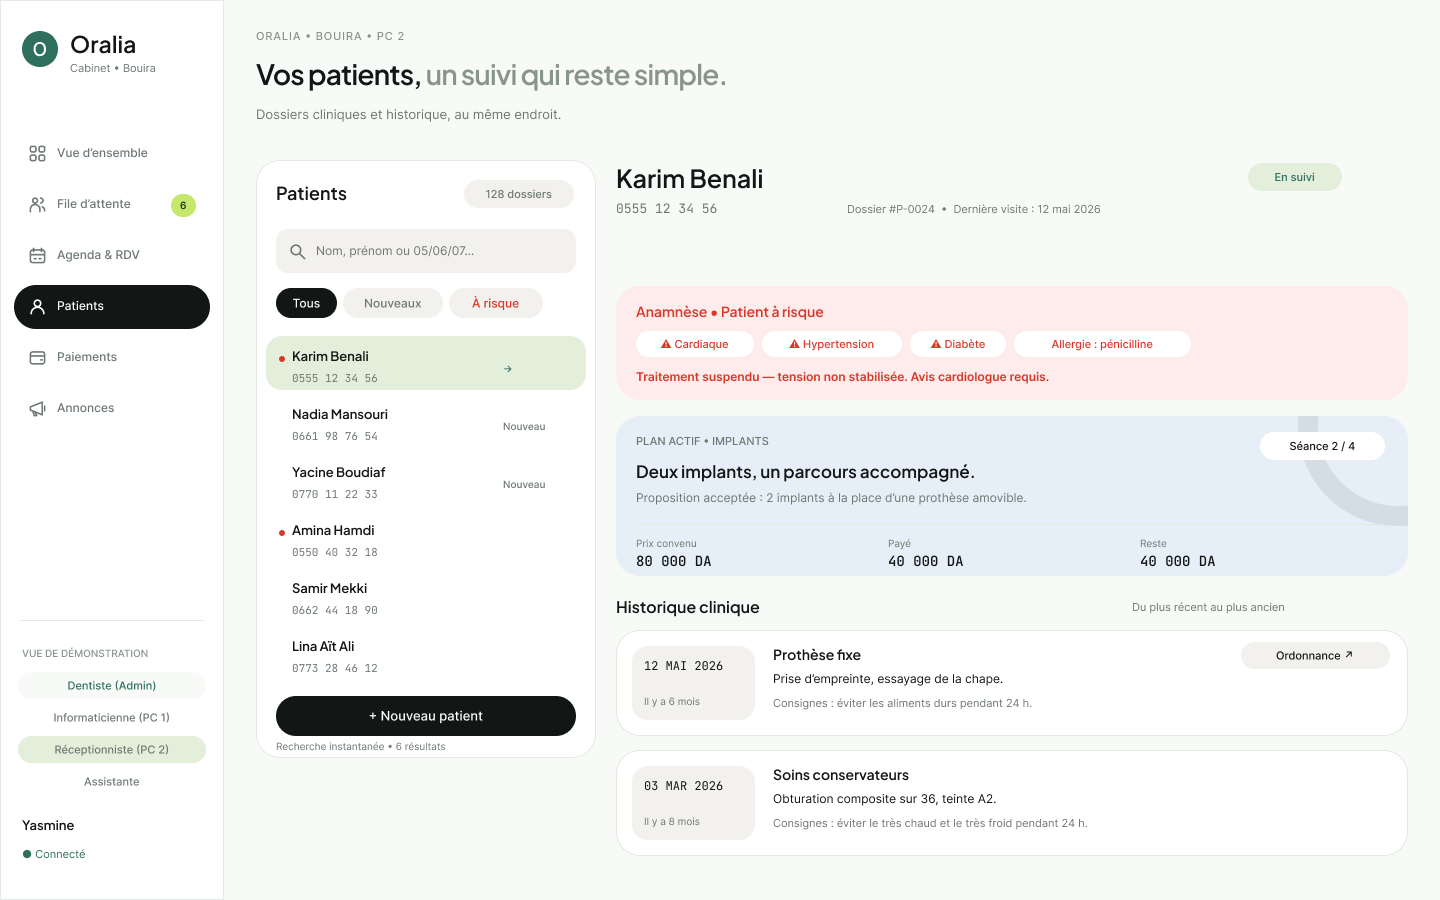 O
Oralia
Cabinet • Bouira
Vue d’ensemble
File d’attente
6
Agenda & RDV
Patients
Paiements
Annonces
VUE DE DÉMONSTRATION
Dentiste (Admin)
Informaticienne (PC 1)
Réceptionniste (PC 2)
Assistante
Yasmine
Connecté
ORALIA • BOUIRA • PC 2
Vos patients, un suivi qui reste simple.
Dossiers cliniques et historique, au même endroit.
Patients
128 dossiers
Nom, prénom ou 05/06/07...
Tous
Nouveaux
À risque
Karim Benali
0555 12 34 56
→
Nadia Mansouri
0661 98 76 54
Nouveau
Yacine Boudiaf
0770 11 22 33
Nouveau
Amina Hamdi
0550 40 32 18
Samir Mekki
0662 44 18 90
Lina Aït Ali
0773 28 46 12
+ Nouveau patient
Recherche instantanée • 6 résultats
Karim Benali
En suivi
0555 12 34 56
Dossier #P-0024 • Dernière visite : 12 mai 2026
Anamnèse • Patient à risque
⚠ Cardiaque
⚠ Hypertension
⚠ Diabète
Allergie : pénicilline
Traitement suspendu — tension non stabilisée. Avis cardiologue requis.
PLAN ACTIF • IMPLANTS
Séance 2 / 4
Deux implants, un parcours accompagné.
Proposition acceptée : 2 implants à la place d’une prothèse amovible.
Prix convenu
80 000 DA
Payé
40 000 DA
Reste
40 000 DA
Historique clinique
Du plus récent au plus ancien
12 MAI 2026
Il y a 6 mois
Prothèse fixe
Ordonnance ↗
Prise d’empreinte, essayage de la chape.
Consignes : éviter les aliments durs pendant 24 h.
03 MAR 2026
Il y a 8 mois
Soins conservateurs
Obturation composite sur 36, teinte A2.
Consignes : éviter le très chaud et le très froid pendant 24 h.